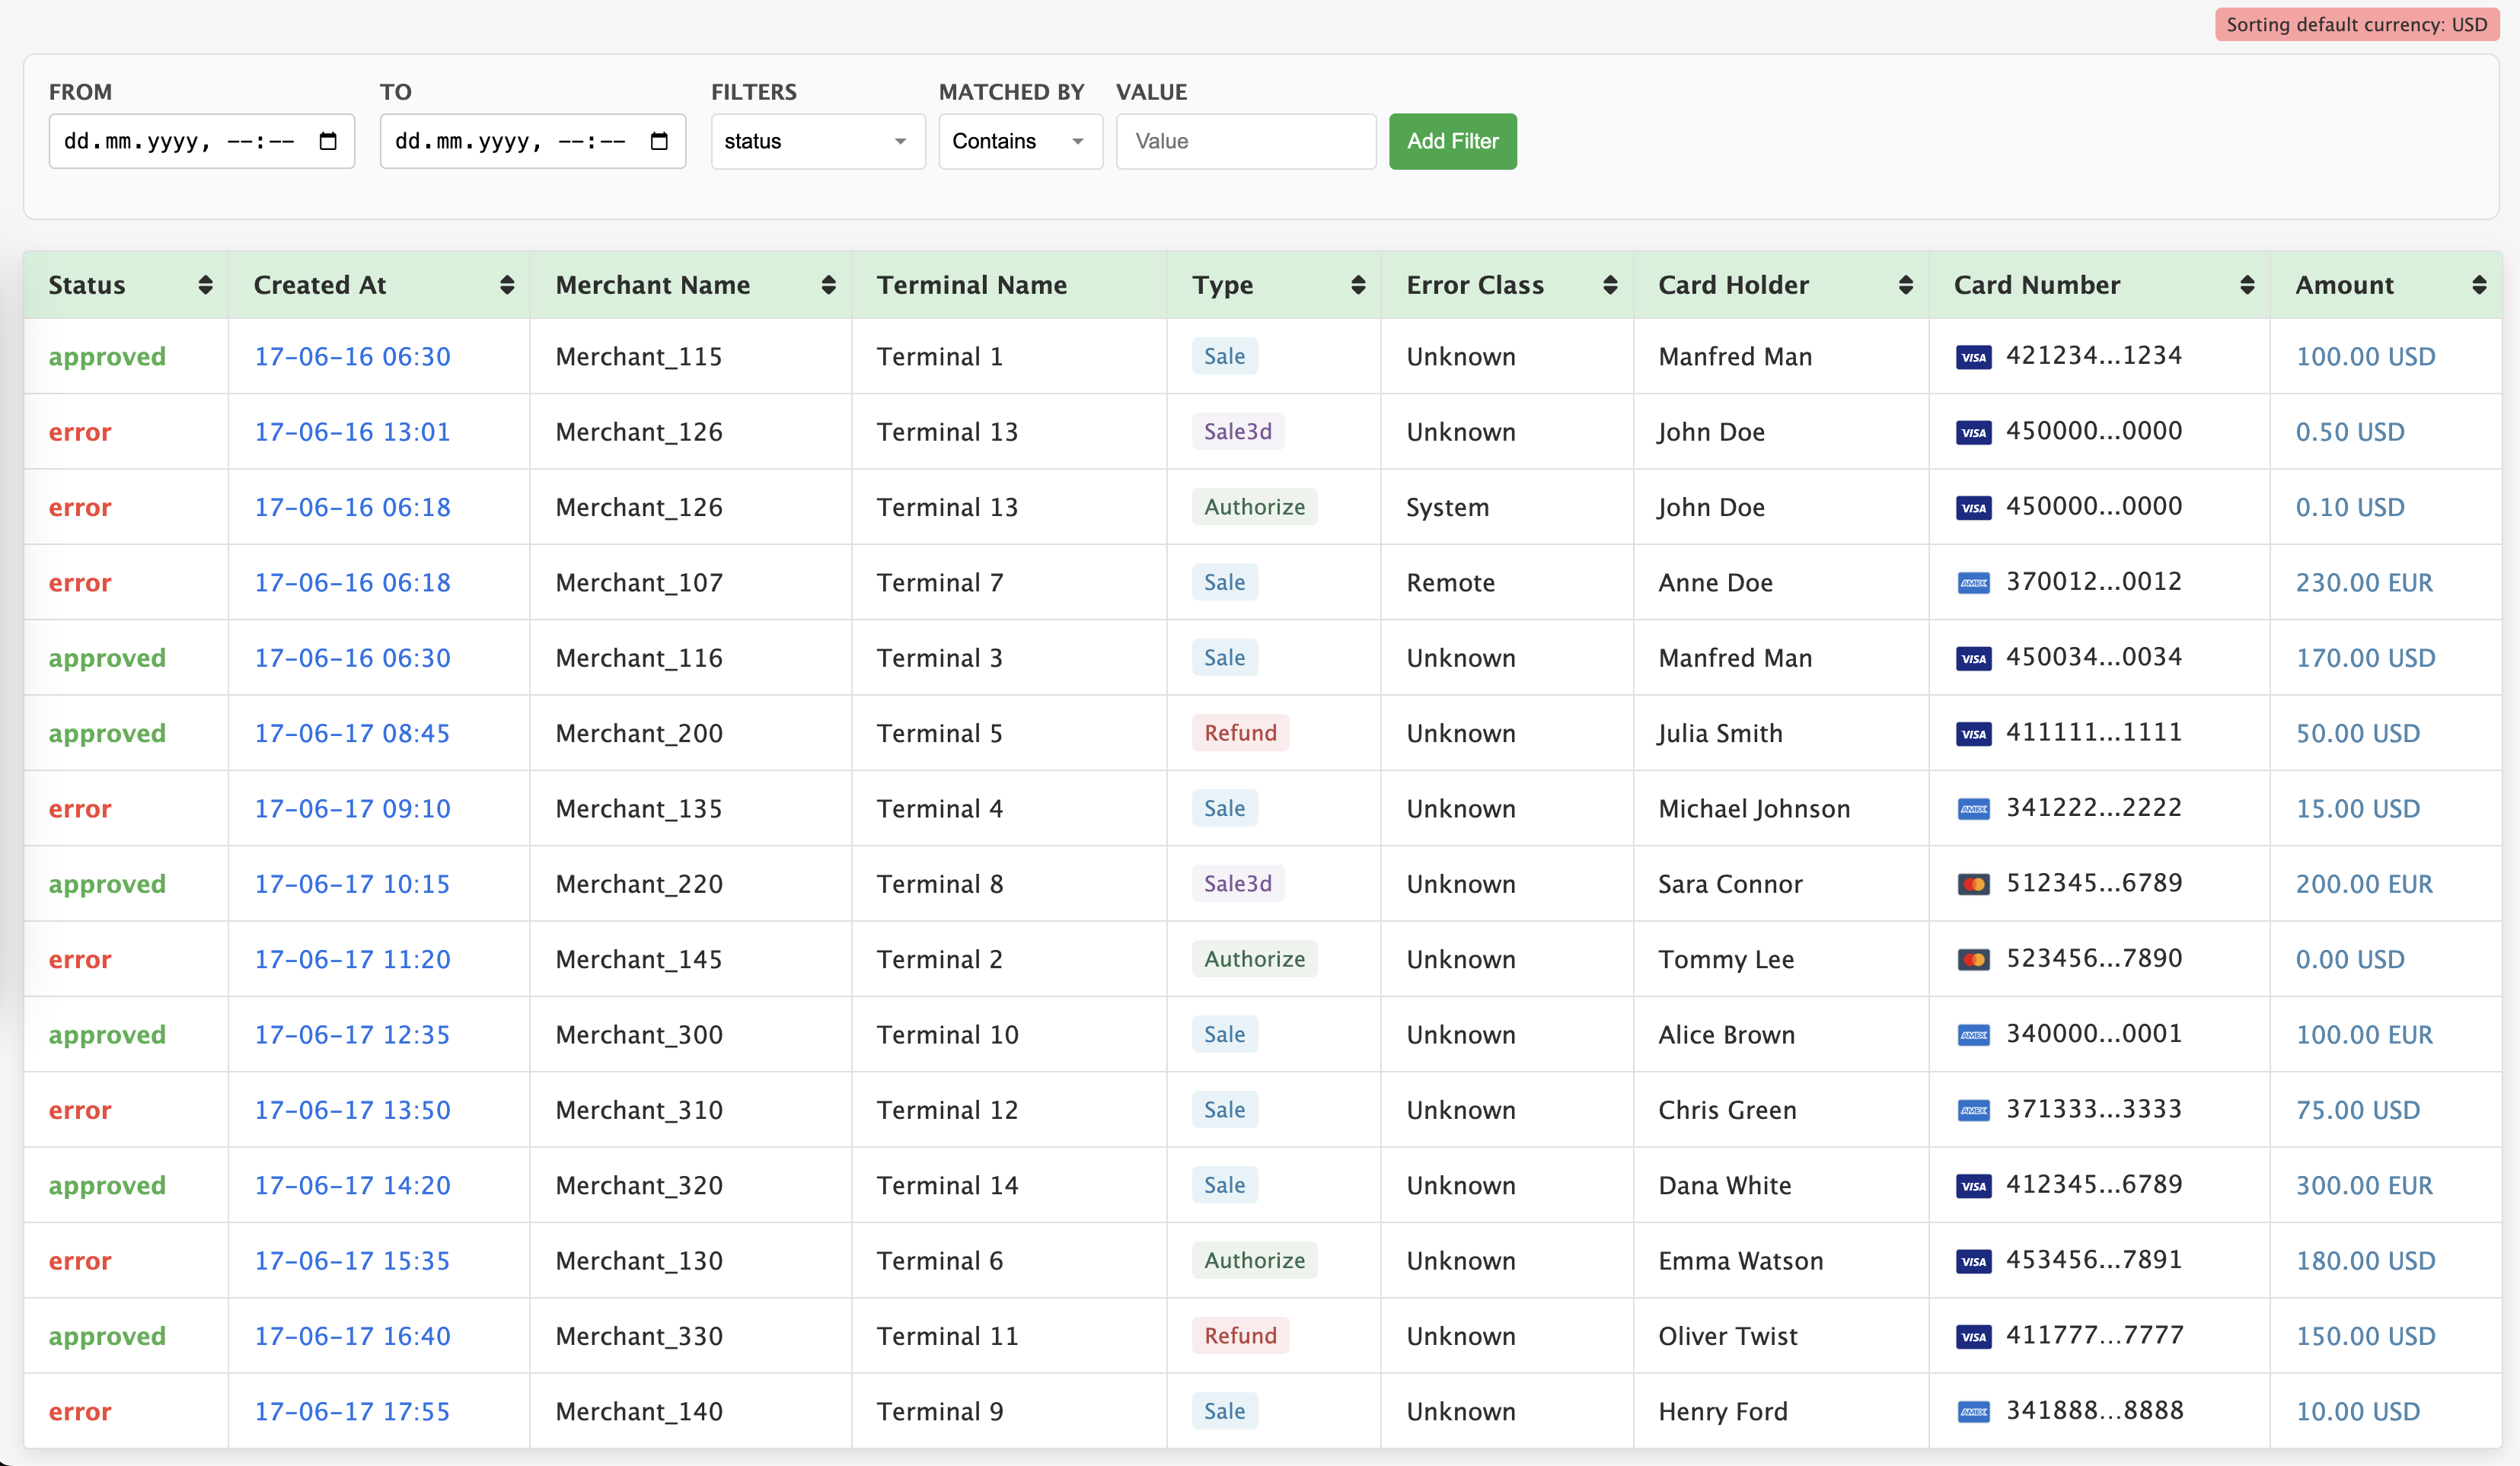 Sorting default currency: USD
FROM TO FILTERS MATCHED BY VALUE
dd.mm.yyyy, --:-- dd.mm.yyyy, --:-- status Contains Value Add Filter
Status Created At Merchant Name Terminal Name Type Error Class Card Holder Card Number Amount
approved 17-06-16 06:30 Merchant_115 Terminal 1 Sale Unknown Manfred Man VISA 421234...1234 100.00 USD
error 17-06-16 13:01 Merchant_126 Terminal 13 Sale3d Unknown John Doe VISA 450000...0000 0.50 USD
error 17-06-16 06:18 Merchant_126 Terminal 13 Authorize System John Doe VISA 450000...0000 0.10 USD
error 17-06-16 06:18 Merchant_107 Terminal 7 Sale Remote Anne Doe AMEX 370012...0012 230.00 EUR
approved 17-06-16 06:30 Merchant_116 Terminal 3 Sale Unknown Manfred Man VISA 450034...0034 170.00 USD
approved 17-06-17 08:45 Merchant_200 Terminal 5 Refund Unknown Julia Smith VISA 411111...1111 50.00 USD
error 17-06-17 09:10 Merchant_135 Terminal 4 Sale Unknown Michael Johnson AMEX 341222...2222 15.00 USD
approved 17-06-17 10:15 Merchant_220 Terminal 8 Sale3d Unknown Sara Connor 512345...6789 200.00 EUR
error 17-06-17 11:20 Merchant_145 Terminal 2 Authorize Unknown Tommy Lee 523456...7890 0.00 USD
approved 17-06-17 12:35 Merchant_300 Terminal 10 Sale Unknown Alice Brown AMEX 340000...0001 100.00 EUR
error 17-06-17 13:50 Merchant_310 Terminal 12 Sale Unknown Chris Green AMEX 371333...3333 75.00 USD
approved 17-06-17 14:20 Merchant_320 Terminal 14 Sale Unknown Dana White VISA 412345...6789 300.00 EUR
error 17-06-17 15:35 Merchant_130 Terminal 6 Authorize Unknown Emma Watson VISA 453456...7891 180.00 USD
approved 17-06-17 16:40 Merchant_330 Terminal 11 Refund Unknown Oliver Twist VISA 411777...7777 150.00 USD
error 17-06-17 17:55 Merchant_140 Terminal 9 Sale Unknown Henry Ford AMEX 341888...8888 10.00 USD